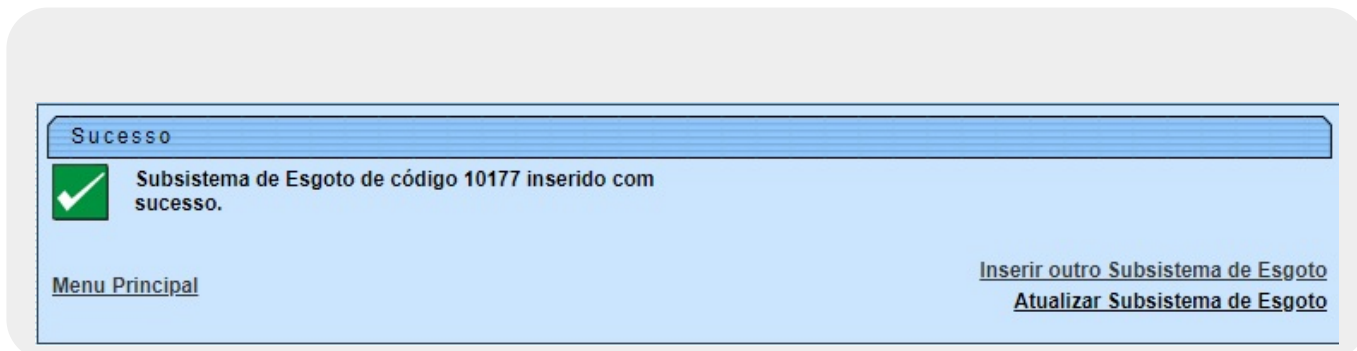 Sucesso
Subsistema de Esgoto de código 10177 inserido com
sucesso.
Menu Principal
Inserir outro Subsistema de Esgoto
Atualizar Subsistema de Esgoto